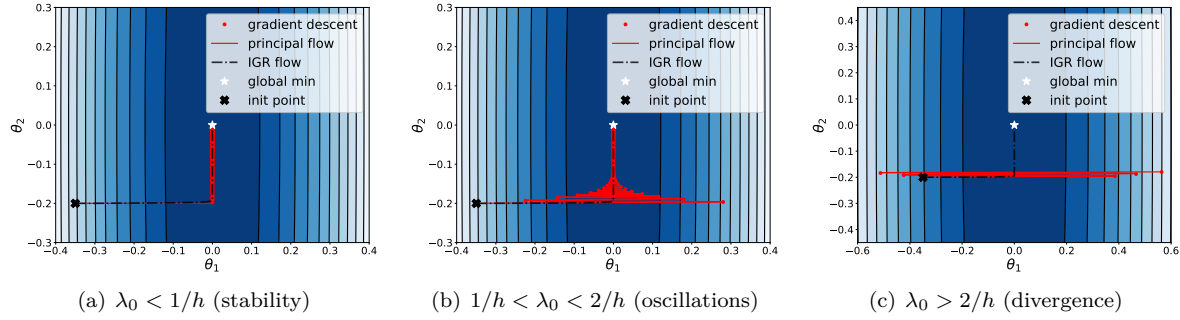 0.3
0.2
0.1
0.0
−0.1
−0.2
−0.3
θ₂
−0.4 −0.3 −0.2 −0.1 0.0 0.1 0.2 0.3 0.4
θ₁
gradient descent
principal flow
IGR flow
global min
init point
(a) λ₀ < 1/h (stability)
0.3
0.2
0.1
0.0
−0.1
−0.2
−0.3
θ₂
−0.4 −0.3 −0.2 −0.1 0.0 0.1 0.2 0.3 0.4
θ₁
gradient descent
principal flow
IGR flow
global min
init point
(b) 1/h < λ₀ < 2/h (oscillations)
0.4
0.3
0.2
0.1
0.0
−0.1
−0.2
−0.3
−0.4
θ₂
−0.6 −0.4 −0.2 0.0 0.2 0.4 0.6
θ₁
gradient descent
principal flow
IGR flow
global min
init point
(c) λ₀ > 2/h (divergence)